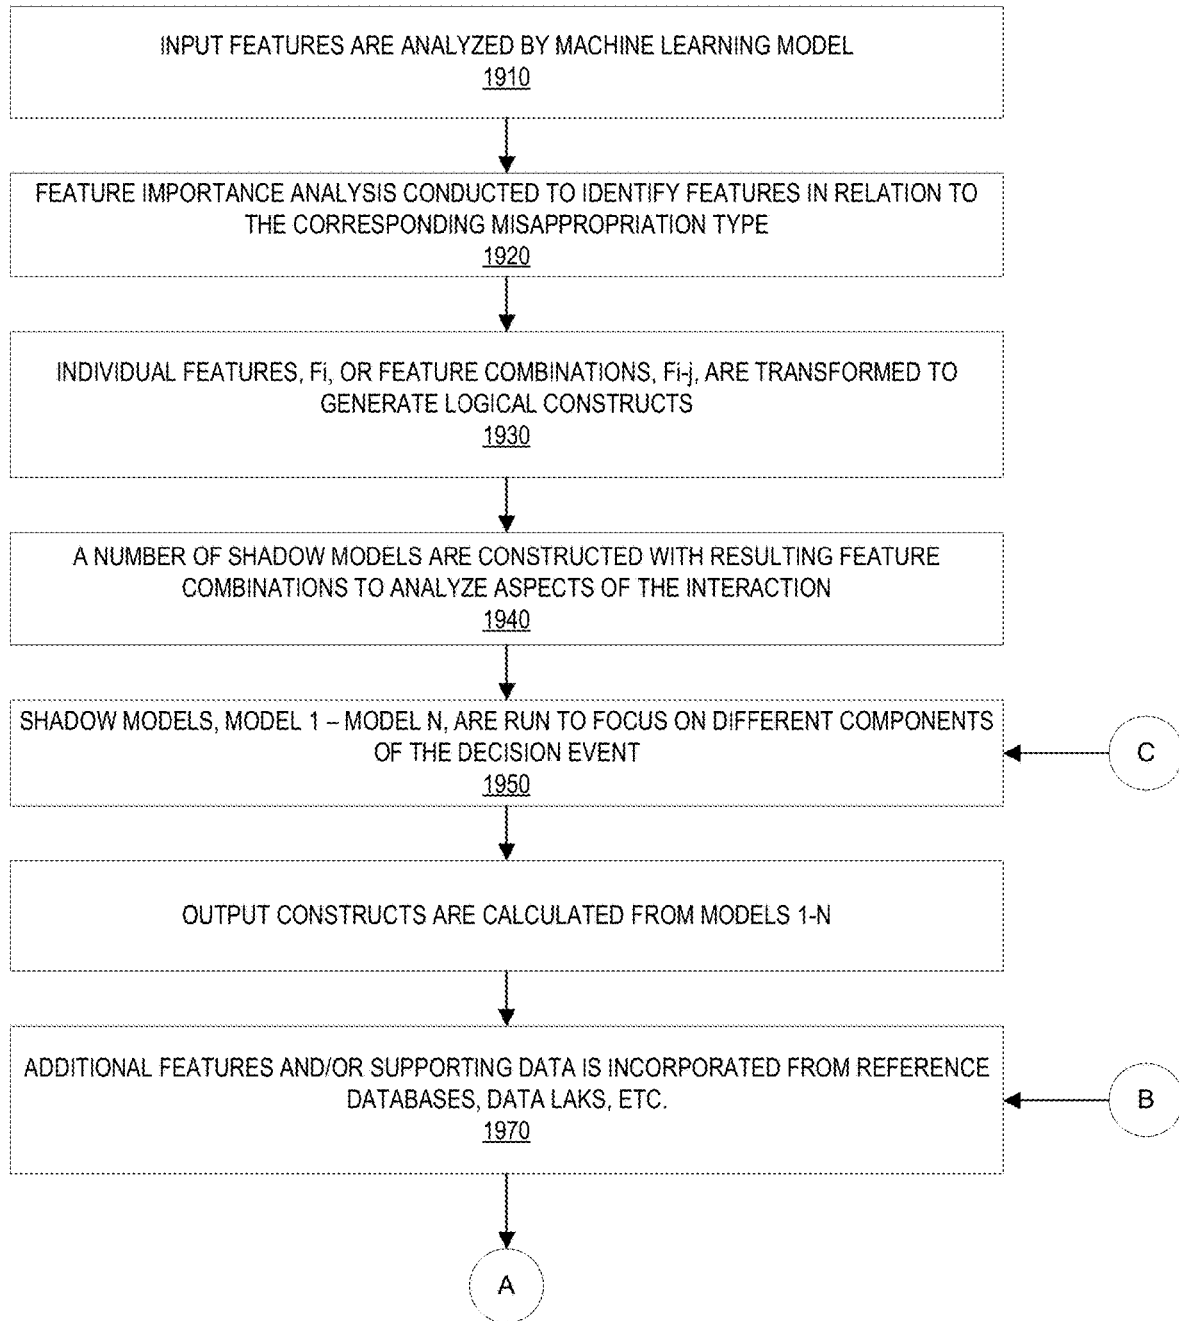 INPUT FEATURES ARE ANALYZED BY MACHINE LEARNING MODEL
1910
FEATURE IMPORTANCE ANALYSIS CONDUCTED TO IDENTIFY FEATURES IN RELATION TO
THE CORRESPONDING MISAPPROPRIATION TYPE
1920
INDIVIDUAL FEATURES, Fi, OR FEATURE COMBINATIONS, Fi-j, ARE TRANSFORMED TO
GENERATE LOGICAL CONSTRUCTS
1930
A NUMBER OF SHADOW MODELS ARE CONSTRUCTED WITH RESULTING FEATURE
COMBINATIONS TO ANALYZE ASPECTS OF THE INTERACTION
1940
SHADOW MODELS, MODEL 1 – MODEL N, ARE RUN TO FOCUS ON DIFFERENT COMPONENTS
OF THE DECISION EVENT
1950
C
OUTPUT CONSTRUCTS ARE CALCULATED FROM MODELS 1-N
ADDITIONAL FEATURES AND/OR SUPPORTING DATA IS INCORPORATED FROM REFERENCE
DATABASES, DATA LAKS, ETC.
1970
B
A